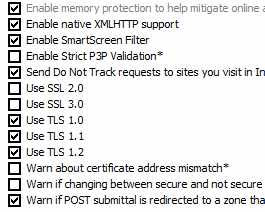 Enable memory protection to help mitigate online a
Enable native XMLHTTP support
Enable SmartScreen Filter
Enable Strict P3P Validation*
Send Do Not Track requests to sites you visit in In
Use SSL 2.0
Use SSL 3.0
Use TLS 1.0
Use TLS 1.1
Use TLS 1.2
Warn about certificate address mismatch*
Warn if changing between secure and not secure
Warn if POST submittal is redirected to a zone tha